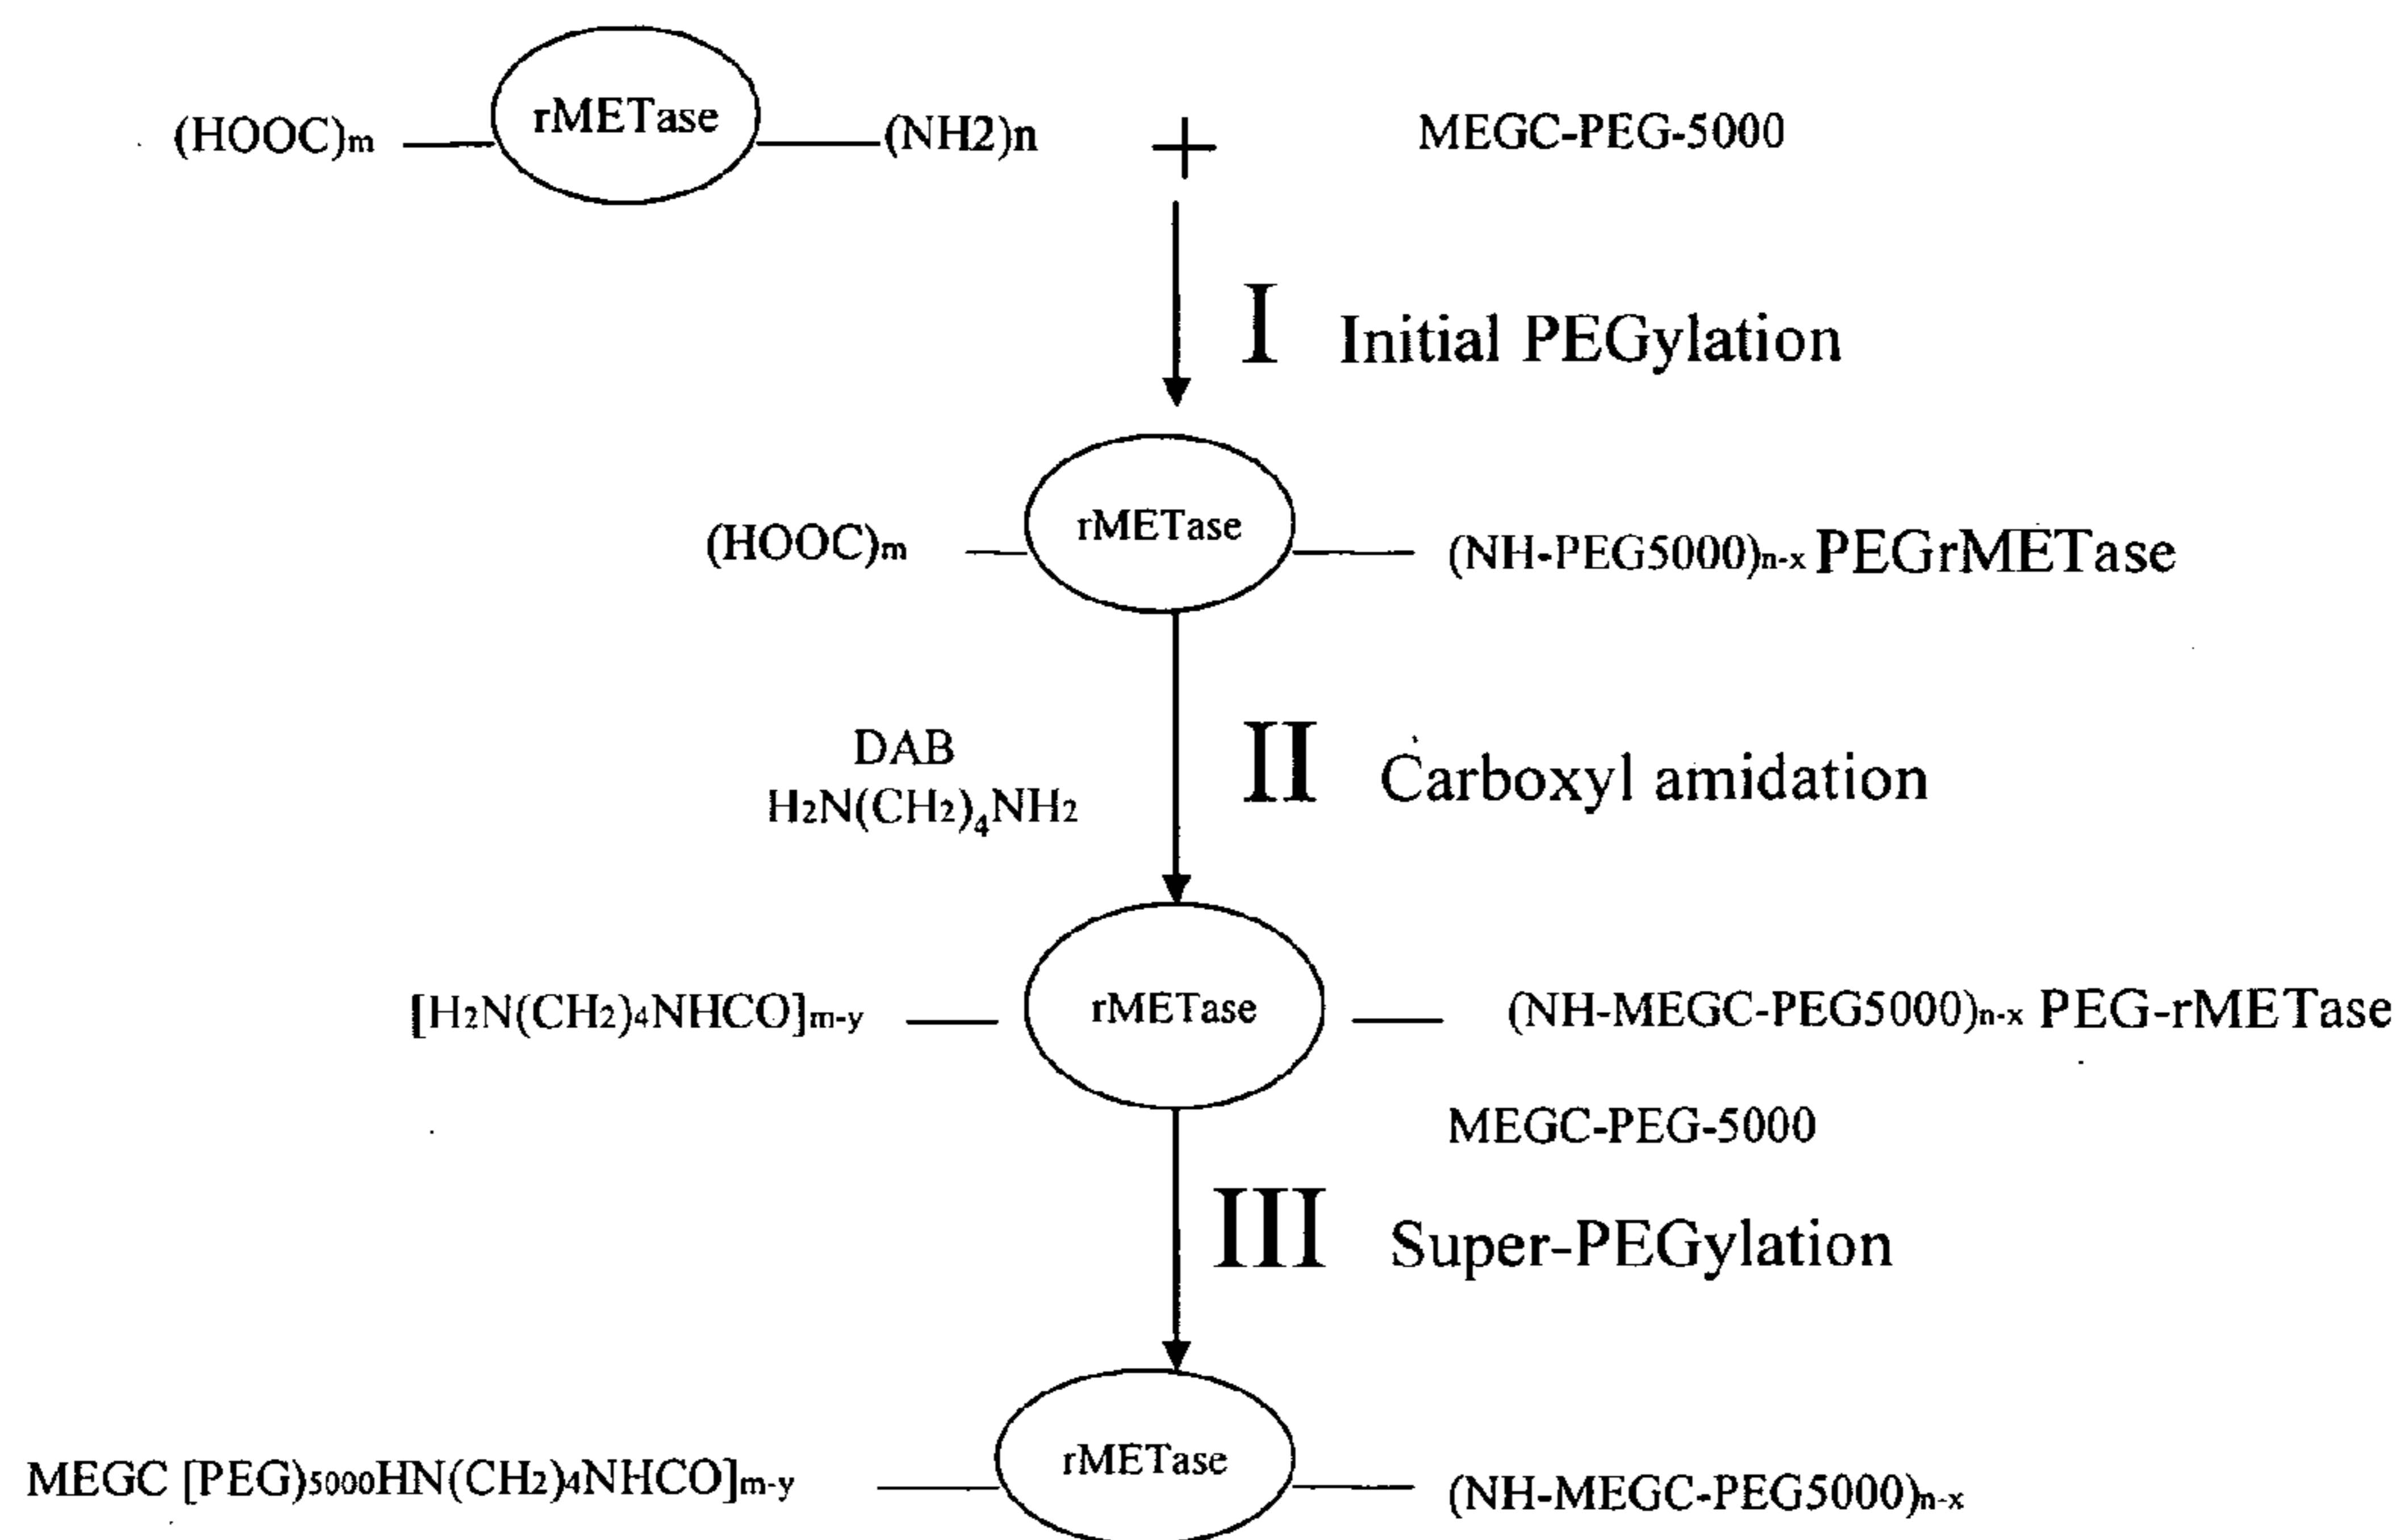 (HOOC)m rMETase (NH2)n + MEGC-PEG-5000
I Initial PEGylation
(HOOC)m rMETase (NH-PEG5000)n-x PEGrMETase
DAB
H2N(CH2)4NH2
II Carboxyl amidation
[H2N(CH2)4NHCO]m-y rMETase (NH-MEGC-PEG5000)n-x PEG-rMETase
MEGC-PEG-5000
III Super-PEGylation
MEGC [PEG)5000HN(CH2)4NHCO]m-y rMETase (NH-MEGC-PEG5000)n-x